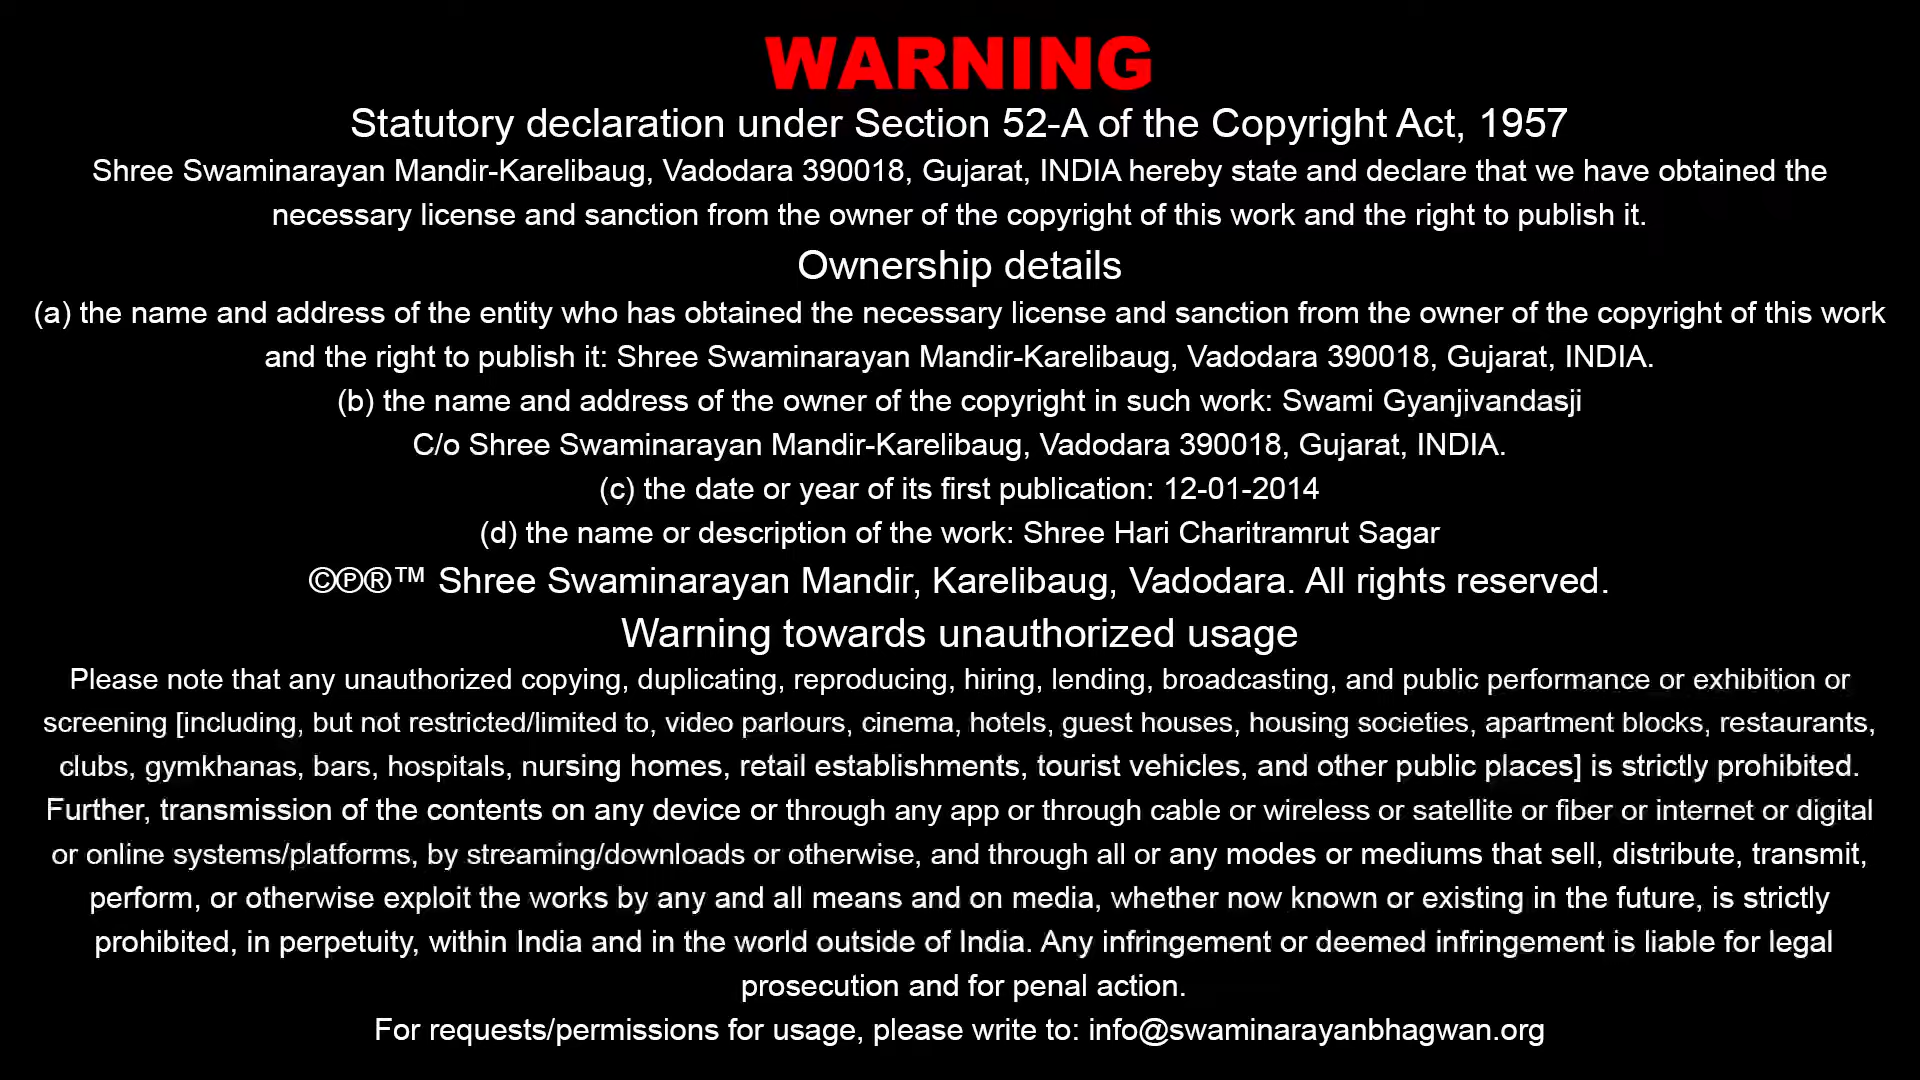 WARNING
Statutory declaration under Section 52-A of the Copyright Act, 1957
Shree Swaminarayan Mandir-Karelibaug, Vadodara 390018, Gujarat, INDIA hereby state and declare that we have obtained the
necessary license and sanction from the owner of the copyright of this work and the right to publish it.
Ownership details
(a) the name and address of the entity who has obtained the necessary license and sanction from the owner of the copyright of this work
and the right to publish it: Shree Swaminarayan Mandir-Karelibaug, Vadodara 390018, Gujarat, INDIA.
(b) the name and address of the owner of the copyright in such work: Swami Gyanjivandasji
C/o Shree Swaminarayan Mandir-Karelibaug, Vadodara 390018, Gujarat, INDIA.
(c) the date or year of its first publication: 12-01-2014
(d) the name or description of the work: Shree Hari Charitramrut Sagar
©℗®™ Shree Swaminarayan Mandir, Karelibaug, Vadodara. All rights reserved.
Warning towards unauthorized usage
Please note that any unauthorized copying, duplicating, reproducing, hiring, lending, broadcasting, and public performance or exhibition or
screening [including, but not restricted/limited to, video parlours, cinema, hotels, guest houses, housing societies, apartment blocks, restaurants,
clubs, gymkhanas, bars, hospitals, nursing homes, retail establishments, tourist vehicles, and other public places] is strictly prohibited.
Further, transmission of the contents on any device or through any app or through cable or wireless or satellite or fiber or internet or digital
or online systems/platforms, by streaming/downloads or otherwise, and through all or any modes or mediums that sell, distribute, transmit,
perform, or otherwise exploit the works by any and all means and on media, whether now known or existing in the future, is strictly
prohibited, in perpetuity, within India and in the world outside of India. Any infringement or deemed infringement is liable for legal
prosecution and for penal action.
For requests/permissions for usage, please write to: info@swaminarayanbhagwan.org